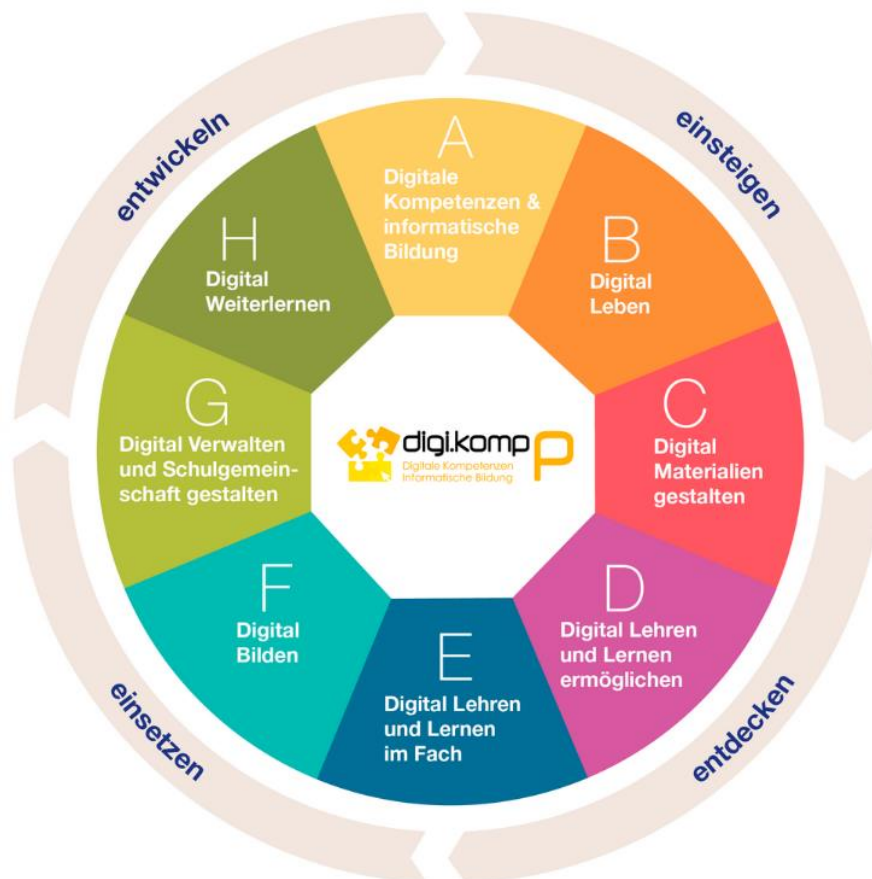 entwickeln
einsteigen
A
Digitale
Kompetenzen &
informatische
Bildung
B
Digital
Leben
C
Digital
Materialien
gestalten
D
Digital Lehren
und Lernen
ermöglichen
E
Digital Lehren
und Lernen
im Fach
F
Digital
Bilden
G
Digital Verwalten
und Schulgemein-
schaft gestalten
H
Digital
Weiterlernen
digi.komp P
Digitale Kompetenzen
Informatische Bildung
einsetzen
entdecken